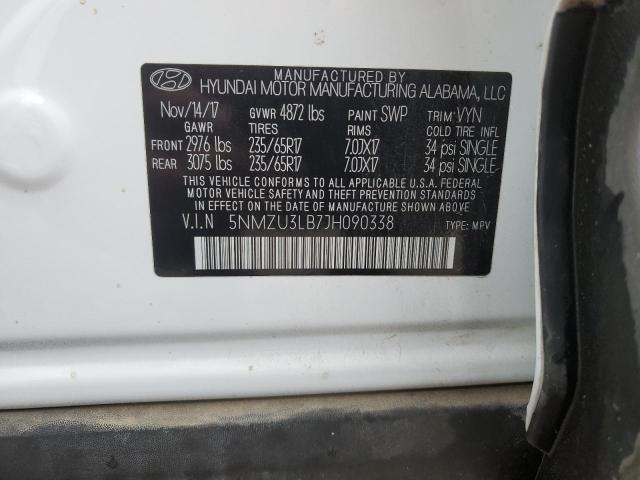 MANUFACTURED BY
HYUNDAI MOTOR MANUFACTURING ALABAMA, LLC
Nov/14/17 GVWR 4872 lbs PAINT SWP TRIM VYN
GAWR TIRES RIMS COLD TIRE INFL
FRONT 2976 lbs 235/65R17 7.0JX17 34 psi SINGLE
REAR 3075 lbs 235/65R17 7.0JX17 34 psi SINGLE
THIS VEHICLE CONFORMS TO ALL APPLICABLE U.S.A. FEDERAL
MOTOR VEHICLE SAFETY, BUMPER, AND THEFT PREVENTION
STANDARDS IN EFFECT ON THE DATE OF MANUFACTURE
SHOWN ABOVE.
V.I.N 5NMZU3LB7JH090338 TYPE: MPV